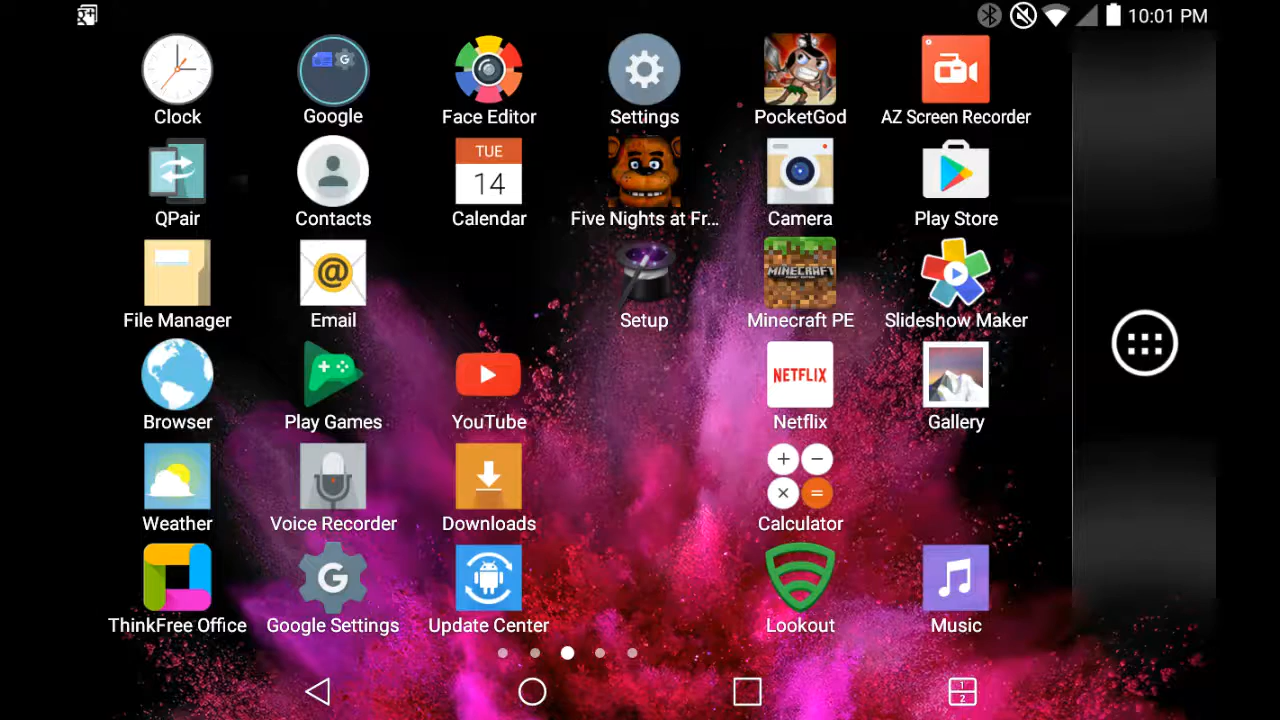 10:01 PM
Clock
Google
Face Editor
Settings
PocketGod
AZ Screen Recorder
TUE
14
QPair
Contacts
Calendar
Five Nights at Fr...
Camera
Play Store
@
MINECRAFT
File Manager
Email
Setup
Minecraft PE
Slideshow Maker
NETFLIX
Browser
Play Games
YouTube
Netflix
Gallery
+ −
× =
Weather
Voice Recorder
Downloads
Calculator
G
ThinkFree Office
Google Settings
Update Center
Lookout
Music
1
2